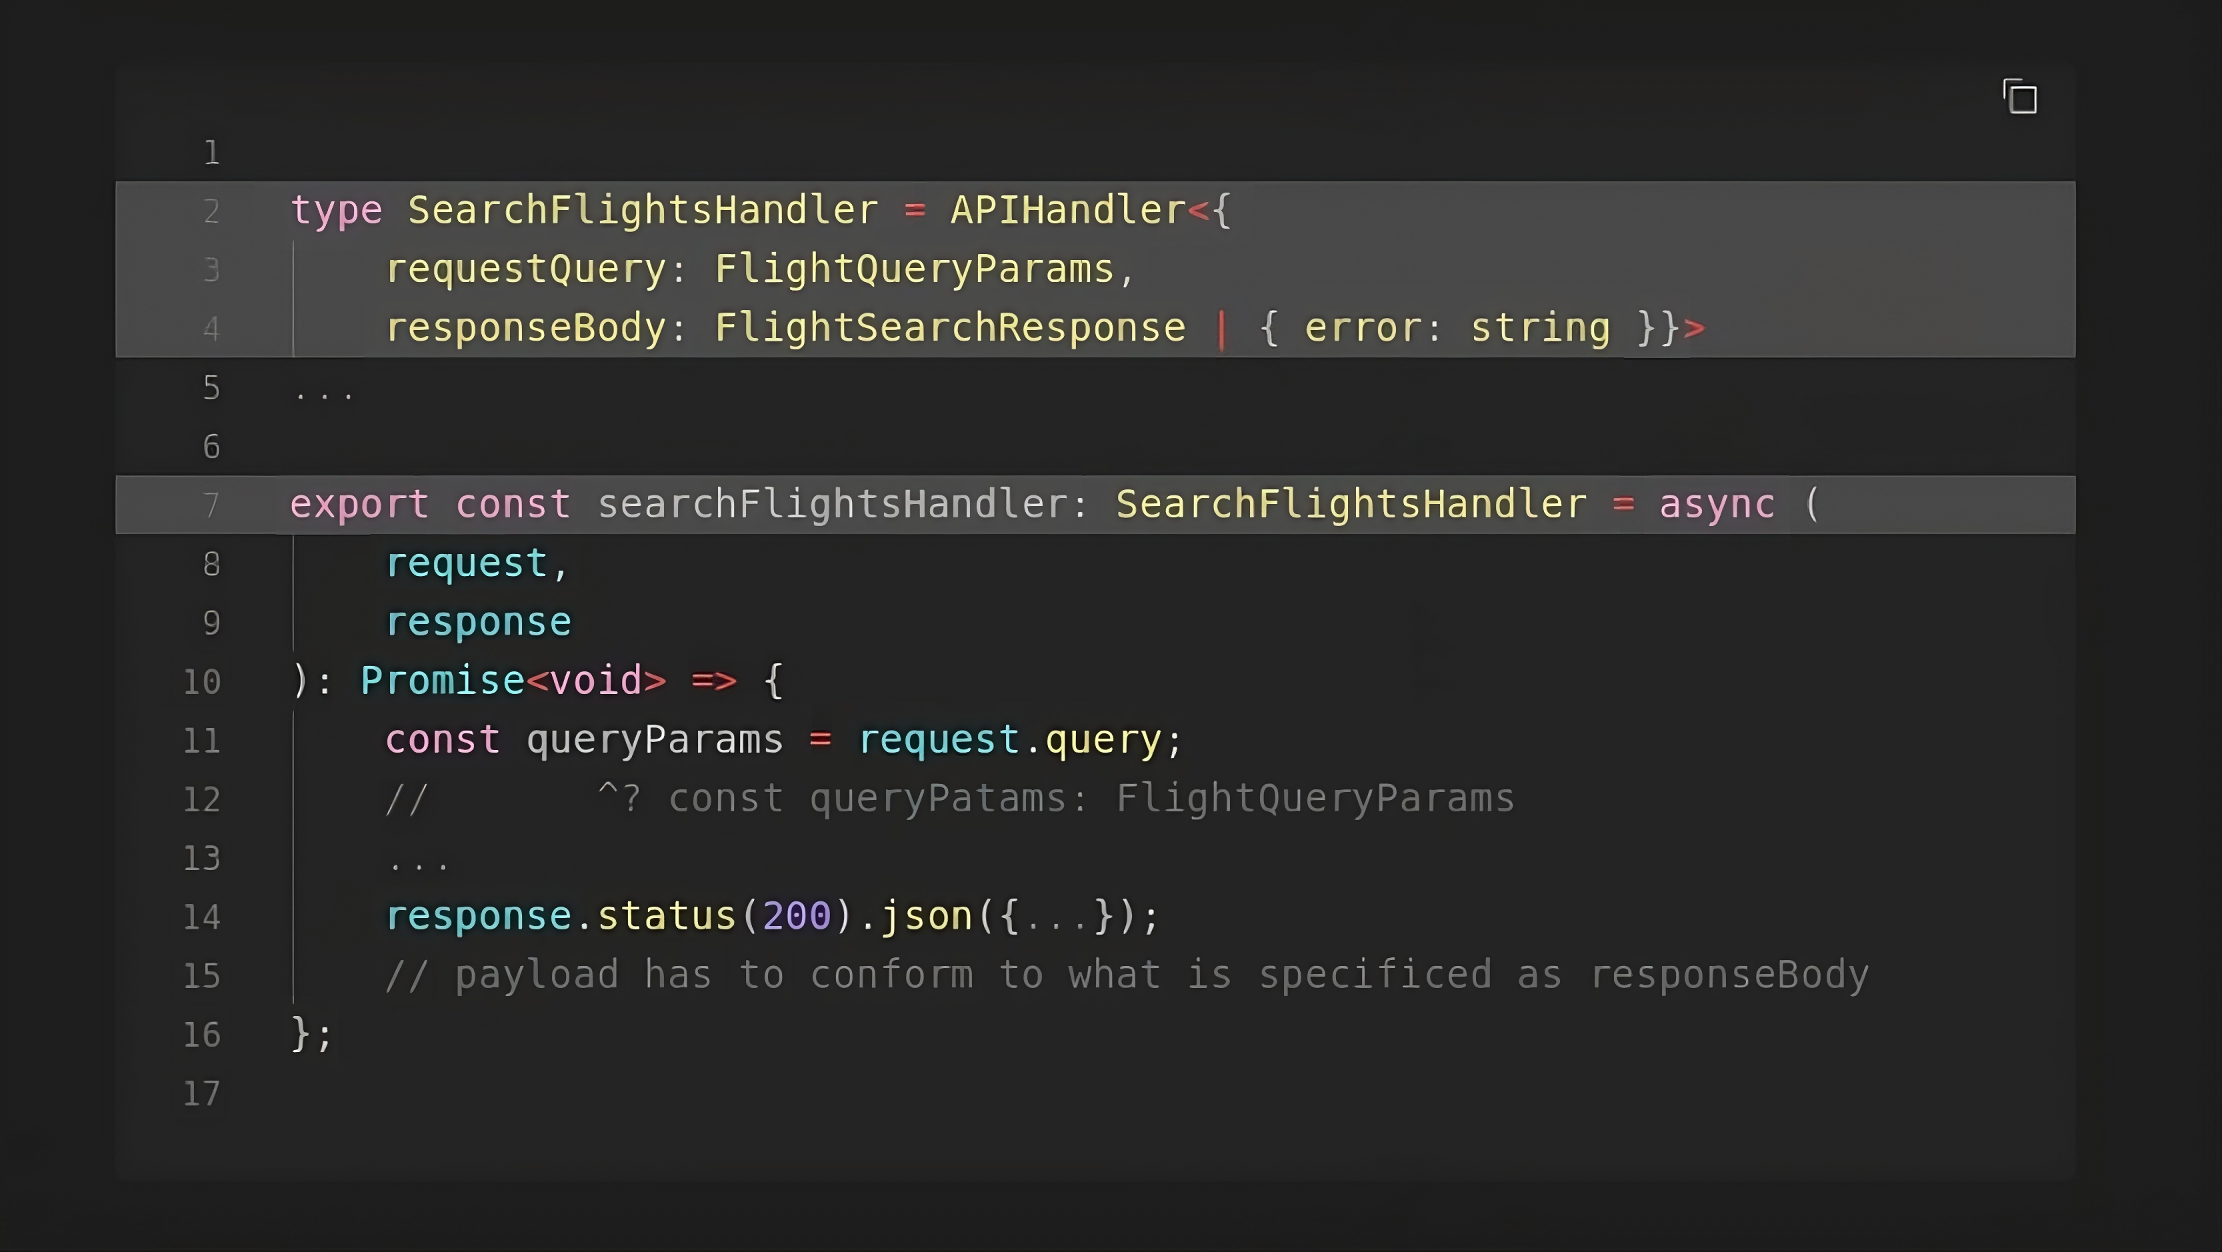 1
2 type SearchFlightsHandler = APIHandler<{
3     requestQuery: FlightQueryParams,
4     responseBody: FlightSearchResponse | { error: string }}>
5 ...
6
7 export const searchFlightsHandler: SearchFlightsHandler = async (
8     request,
9     response
10 ): Promise<void> => {
11     const queryParams = request.query;
12     //       ^? const queryPatams: FlightQueryParams
13     ...
14     response.status(200).json({...});
15     // payload has to conform to what is specificed as responseBody
16 };
17